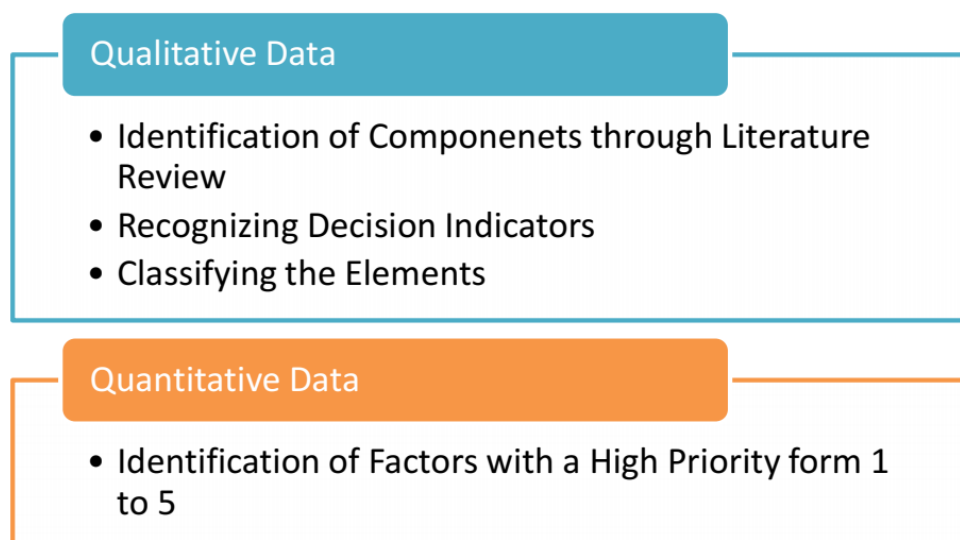 Qualitative Data
• Identification of Componenets through Literature
Review
• Recognizing Decision Indicators
• Classifying the Elements
Quantitative Data
• Identification of Factors with a High Priority form 1
to 5